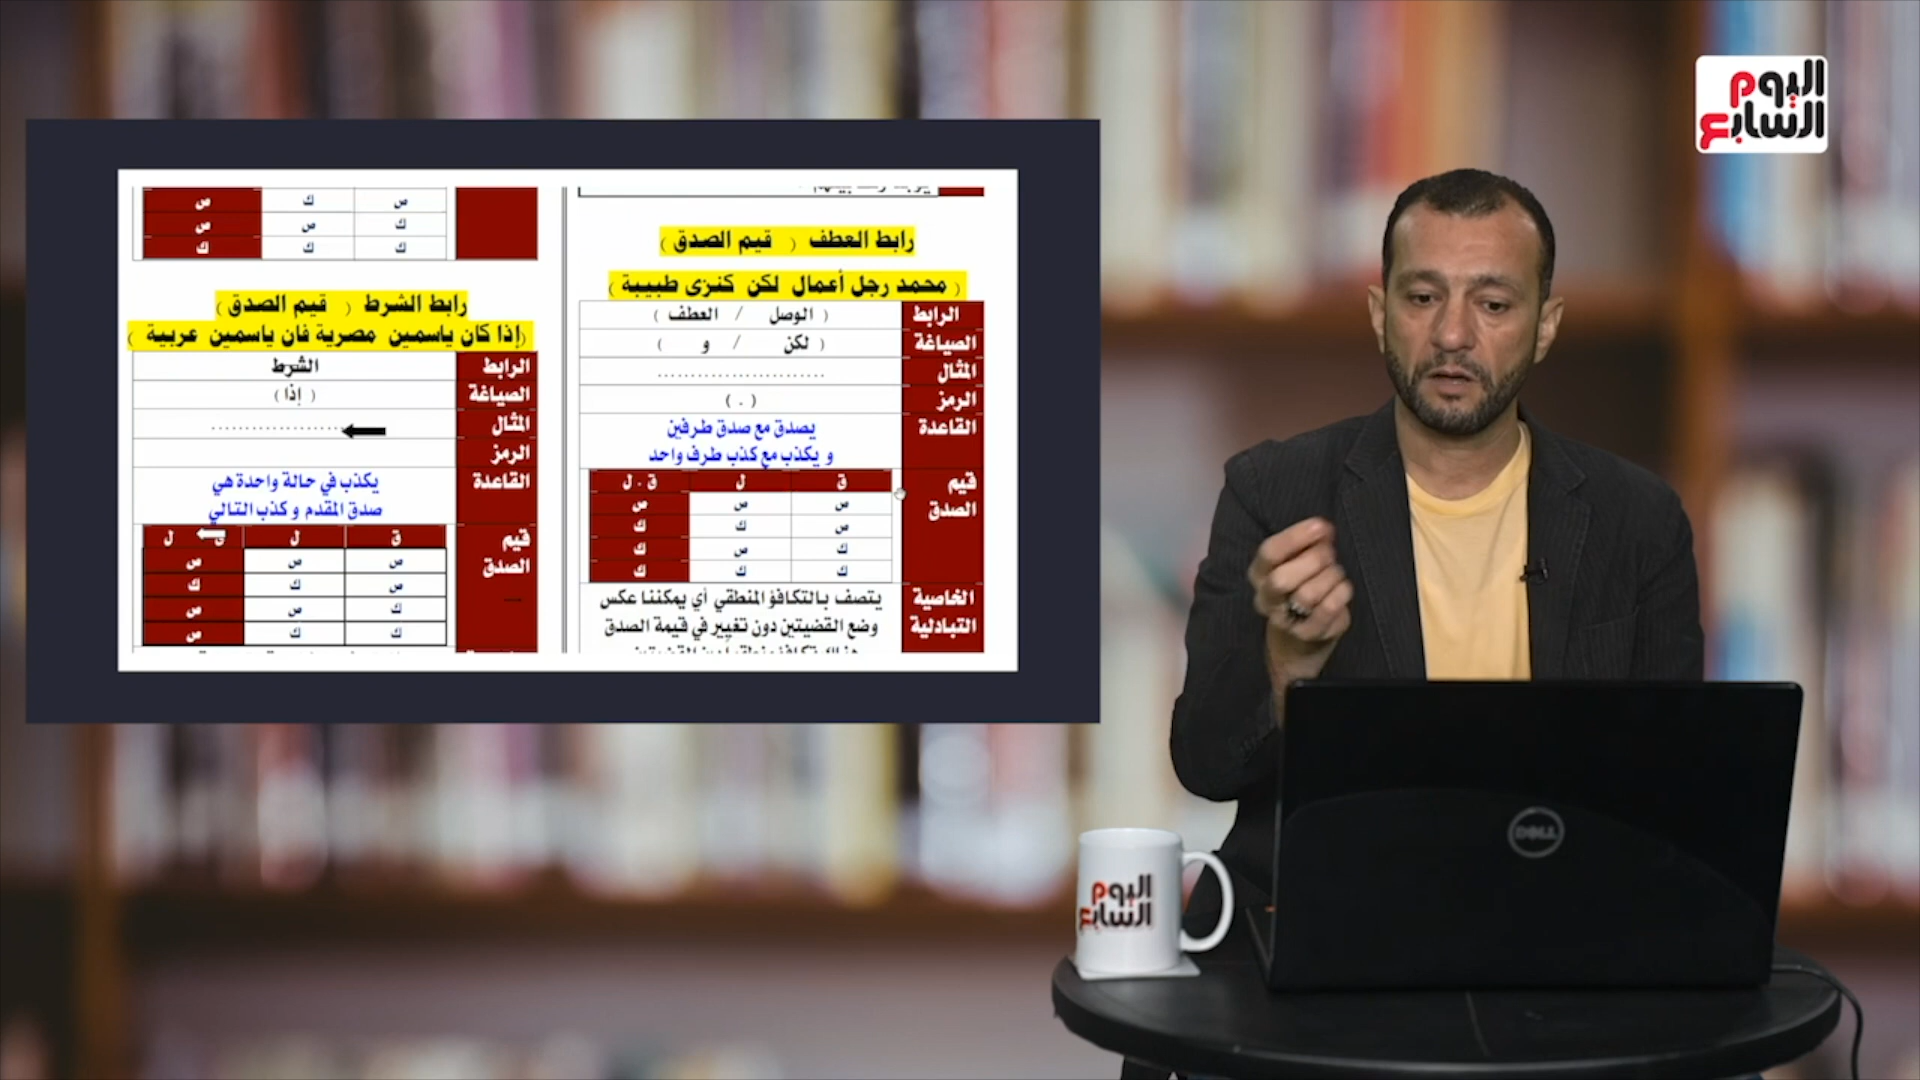 اليوم
السابع
رابط العطف ( قيم الصدق )
( محمد رجل أعمال لكن كنزى طبيبة )
الرابط ( الوصل / العطف )
الصياغة ( لكن / و )
المثال ........................
الرمز ( . )
القاعدة يصدق مع صدق طرفين
و يكذب مع كذب طرف واحد
قيم الصدق
ق ل ق . ل
ص ص ص
ص ك ك
ك ص ك
ك ك ك
الخاصية التبادلية
يتصف بالتكافؤ المنطقي أي يمكننا عكس
وضع القضيتين دون تغيير في قيمة الصدق
ص ك ص
ك ص ص
ك ك ك
رابط الشرط ( قيم الصدق )
(إذا كان ياسمين مصرية فان ياسمين عربية )
الرابط الشرط
الصياغة ( إذا )
المثال ....................
الرمز
القاعدة يكذب في حالة واحدة هي
صدق المقدم و كذب التالي
قيم الصدق
ق ل ق ← ل
ص ص ص
ص ك ك
ك ص ص
ك ك ص
اليوم
السابع
DELL